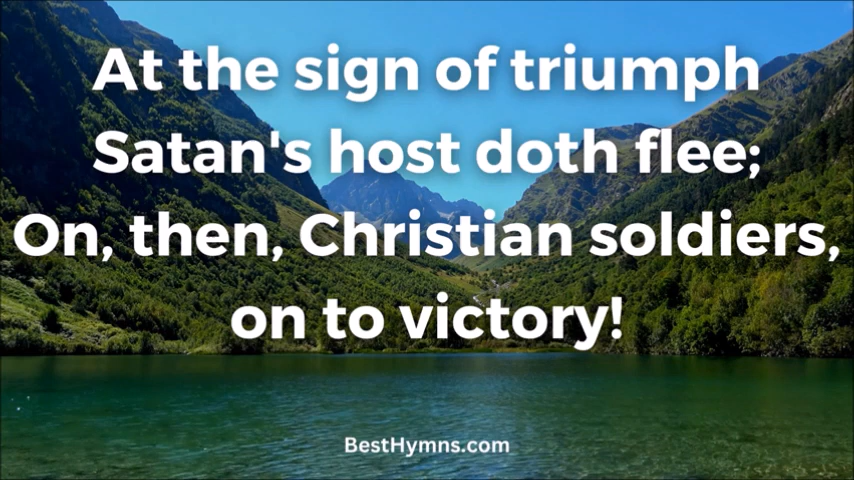 At the sign of triumph
Satan's host doth flee;
On, then, Christian soldiers,
on to victory!
BestHymns.com